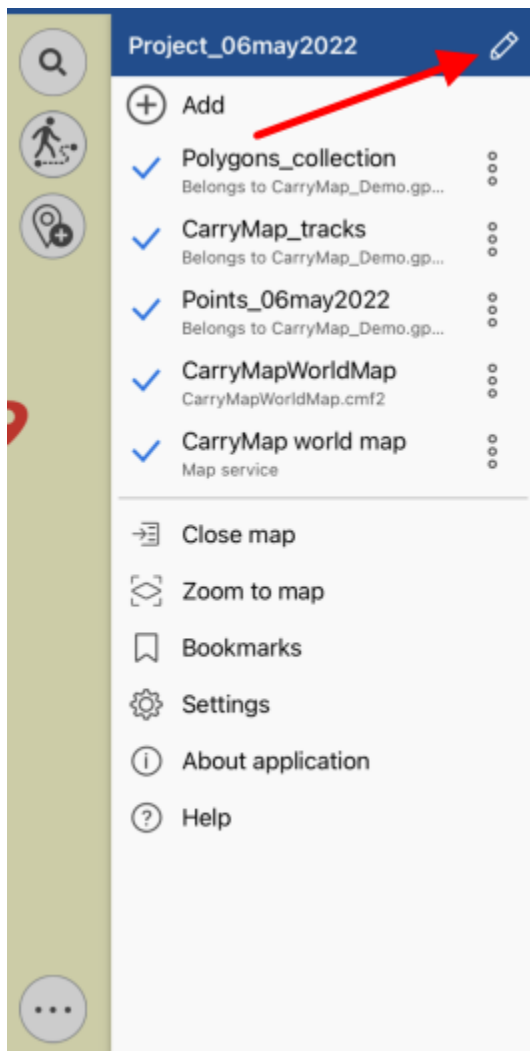 Project_06may2022
Add
Polygons_collection
Belongs to CarryMap_Demo.gp...
CarryMap_tracks
Belongs to CarryMap_Demo.gp...
Points_06may2022
Belongs to CarryMap_Demo.gp...
CarryMapWorldMap
CarryMapWorldMap.cmf2
CarryMap world map
Map service
Close map
Zoom to map
Bookmarks
Settings
About application
Help